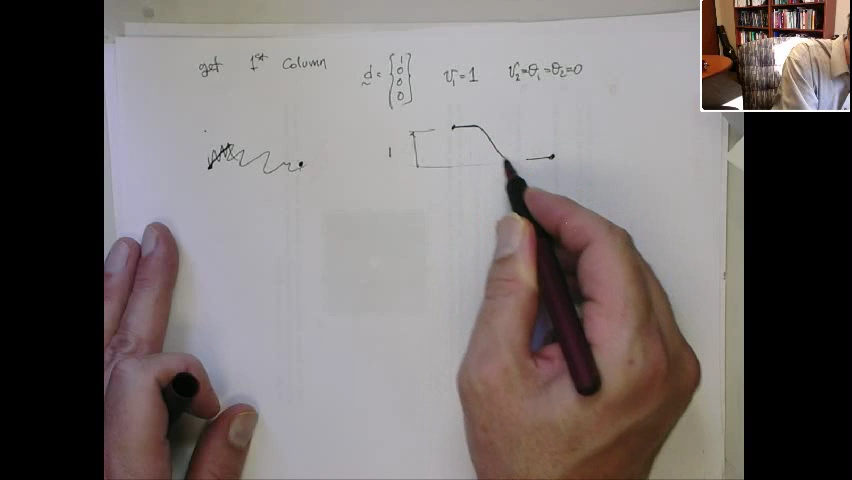 get 1st Column d = {1 0 0 0} v₁ = 1 v₂ = θ₁ = θ₂ = 0
1